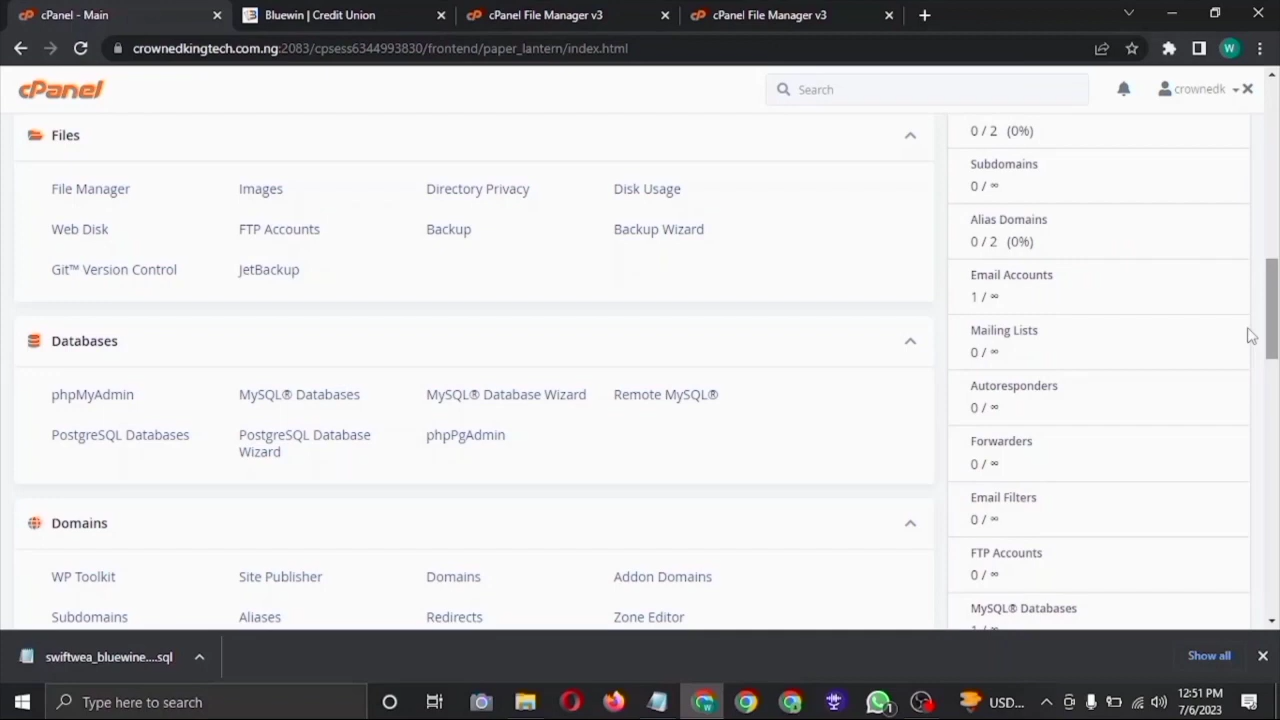 cPanel - Main
Bluewin | Credit Union
cPanel File Manager v3
cPanel File Manager v3
crownedkingtech.com.ng:2083/cpsess6344993830/frontend/paper_lantern/index.html
W
cPanel
Search
crownedk
Files
File Manager
Images
Directory Privacy
Disk Usage
Web Disk
FTP Accounts
Backup
Backup Wizard
Git™ Version Control
JetBackup
Databases
phpMyAdmin
MySQL® Databases
MySQL® Database Wizard
Remote MySQL®
PostgreSQL Databases
PostgreSQL Database
Wizard
phpPgAdmin
Domains
WP Toolkit
Site Publisher
Domains
Addon Domains
Subdomains
Aliases
Redirects
Zone Editor
0 / 2 (0%)
Subdomains
0 / ∞
Alias Domains
0 / 2 (0%)
Email Accounts
1 / ∞
Mailing Lists
0 / ∞
Autoresponders
0 / ∞
Forwarders
0 / ∞
Email Filters
0 / ∞
FTP Accounts
0 / ∞
MySQL® Databases
1 / ∞
swiftwea_bluewine....sql
Show all
Type here to search
1
USD...
12:51 PM
7/6/2023